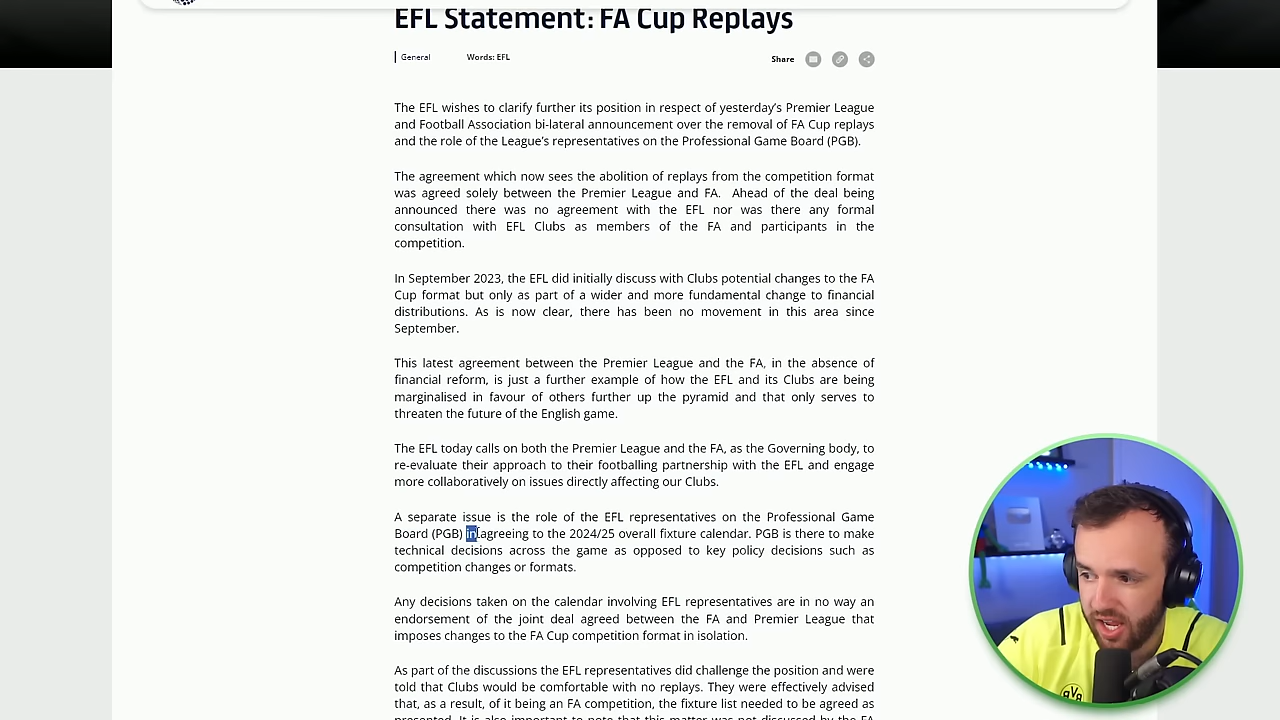 EFL Statement: FA Cup Replays
General Words: EFL Share
The EFL wishes to clarify further its position in respect of yesterday's Premier League
and Football Association bi-lateral announcement over the removal of FA Cup replays
and the role of the League's representatives on the Professional Game Board (PGB).
The agreement which now sees the abolition of replays from the competition format
was agreed solely between the Premier League and FA. Ahead of the deal being
announced there was no agreement with the EFL nor was there any formal
consultation with EFL Clubs as members of the FA and participants in the
competition.
In September 2023, the EFL did initially discuss with Clubs potential changes to the FA
Cup format but only as part of a wider and more fundamental change to financial
distributions. As is now clear, there has been no movement in this area since
September.
This latest agreement between the Premier League and the FA, in the absence of
financial reform, is just a further example of how the EFL and its Clubs are being
marginalised in favour of others further up the pyramid and that only serves to
threaten the future of the English game.
The EFL today calls on both the Premier League and the FA, as the Governing body, to
re-evaluate their approach to their footballing partnership with the EFL and engage
more collaboratively on issues directly affecting our Clubs.
A separate issue is the role of the EFL representatives on the Professional Game
Board (PGB) in agreeing to the 2024/25 overall fixture calendar. PGB is there to make
technical decisions across the game as opposed to key policy decisions such as
competition changes or formats.
Any decisions taken on the calendar involving EFL representatives are in no way an
endorsement of the joint deal agreed between the FA and Premier League that
imposes changes to the FA Cup competition format in isolation.
As part of the discussions the EFL representatives did challenge the position and were
told that Clubs would be comfortable with no replays. They were effectively advised
that, as a result, of it being an FA competition, the fixture list needed to be agreed as
presented. It is also important to note that this matter was not discussed by the FA
BVB